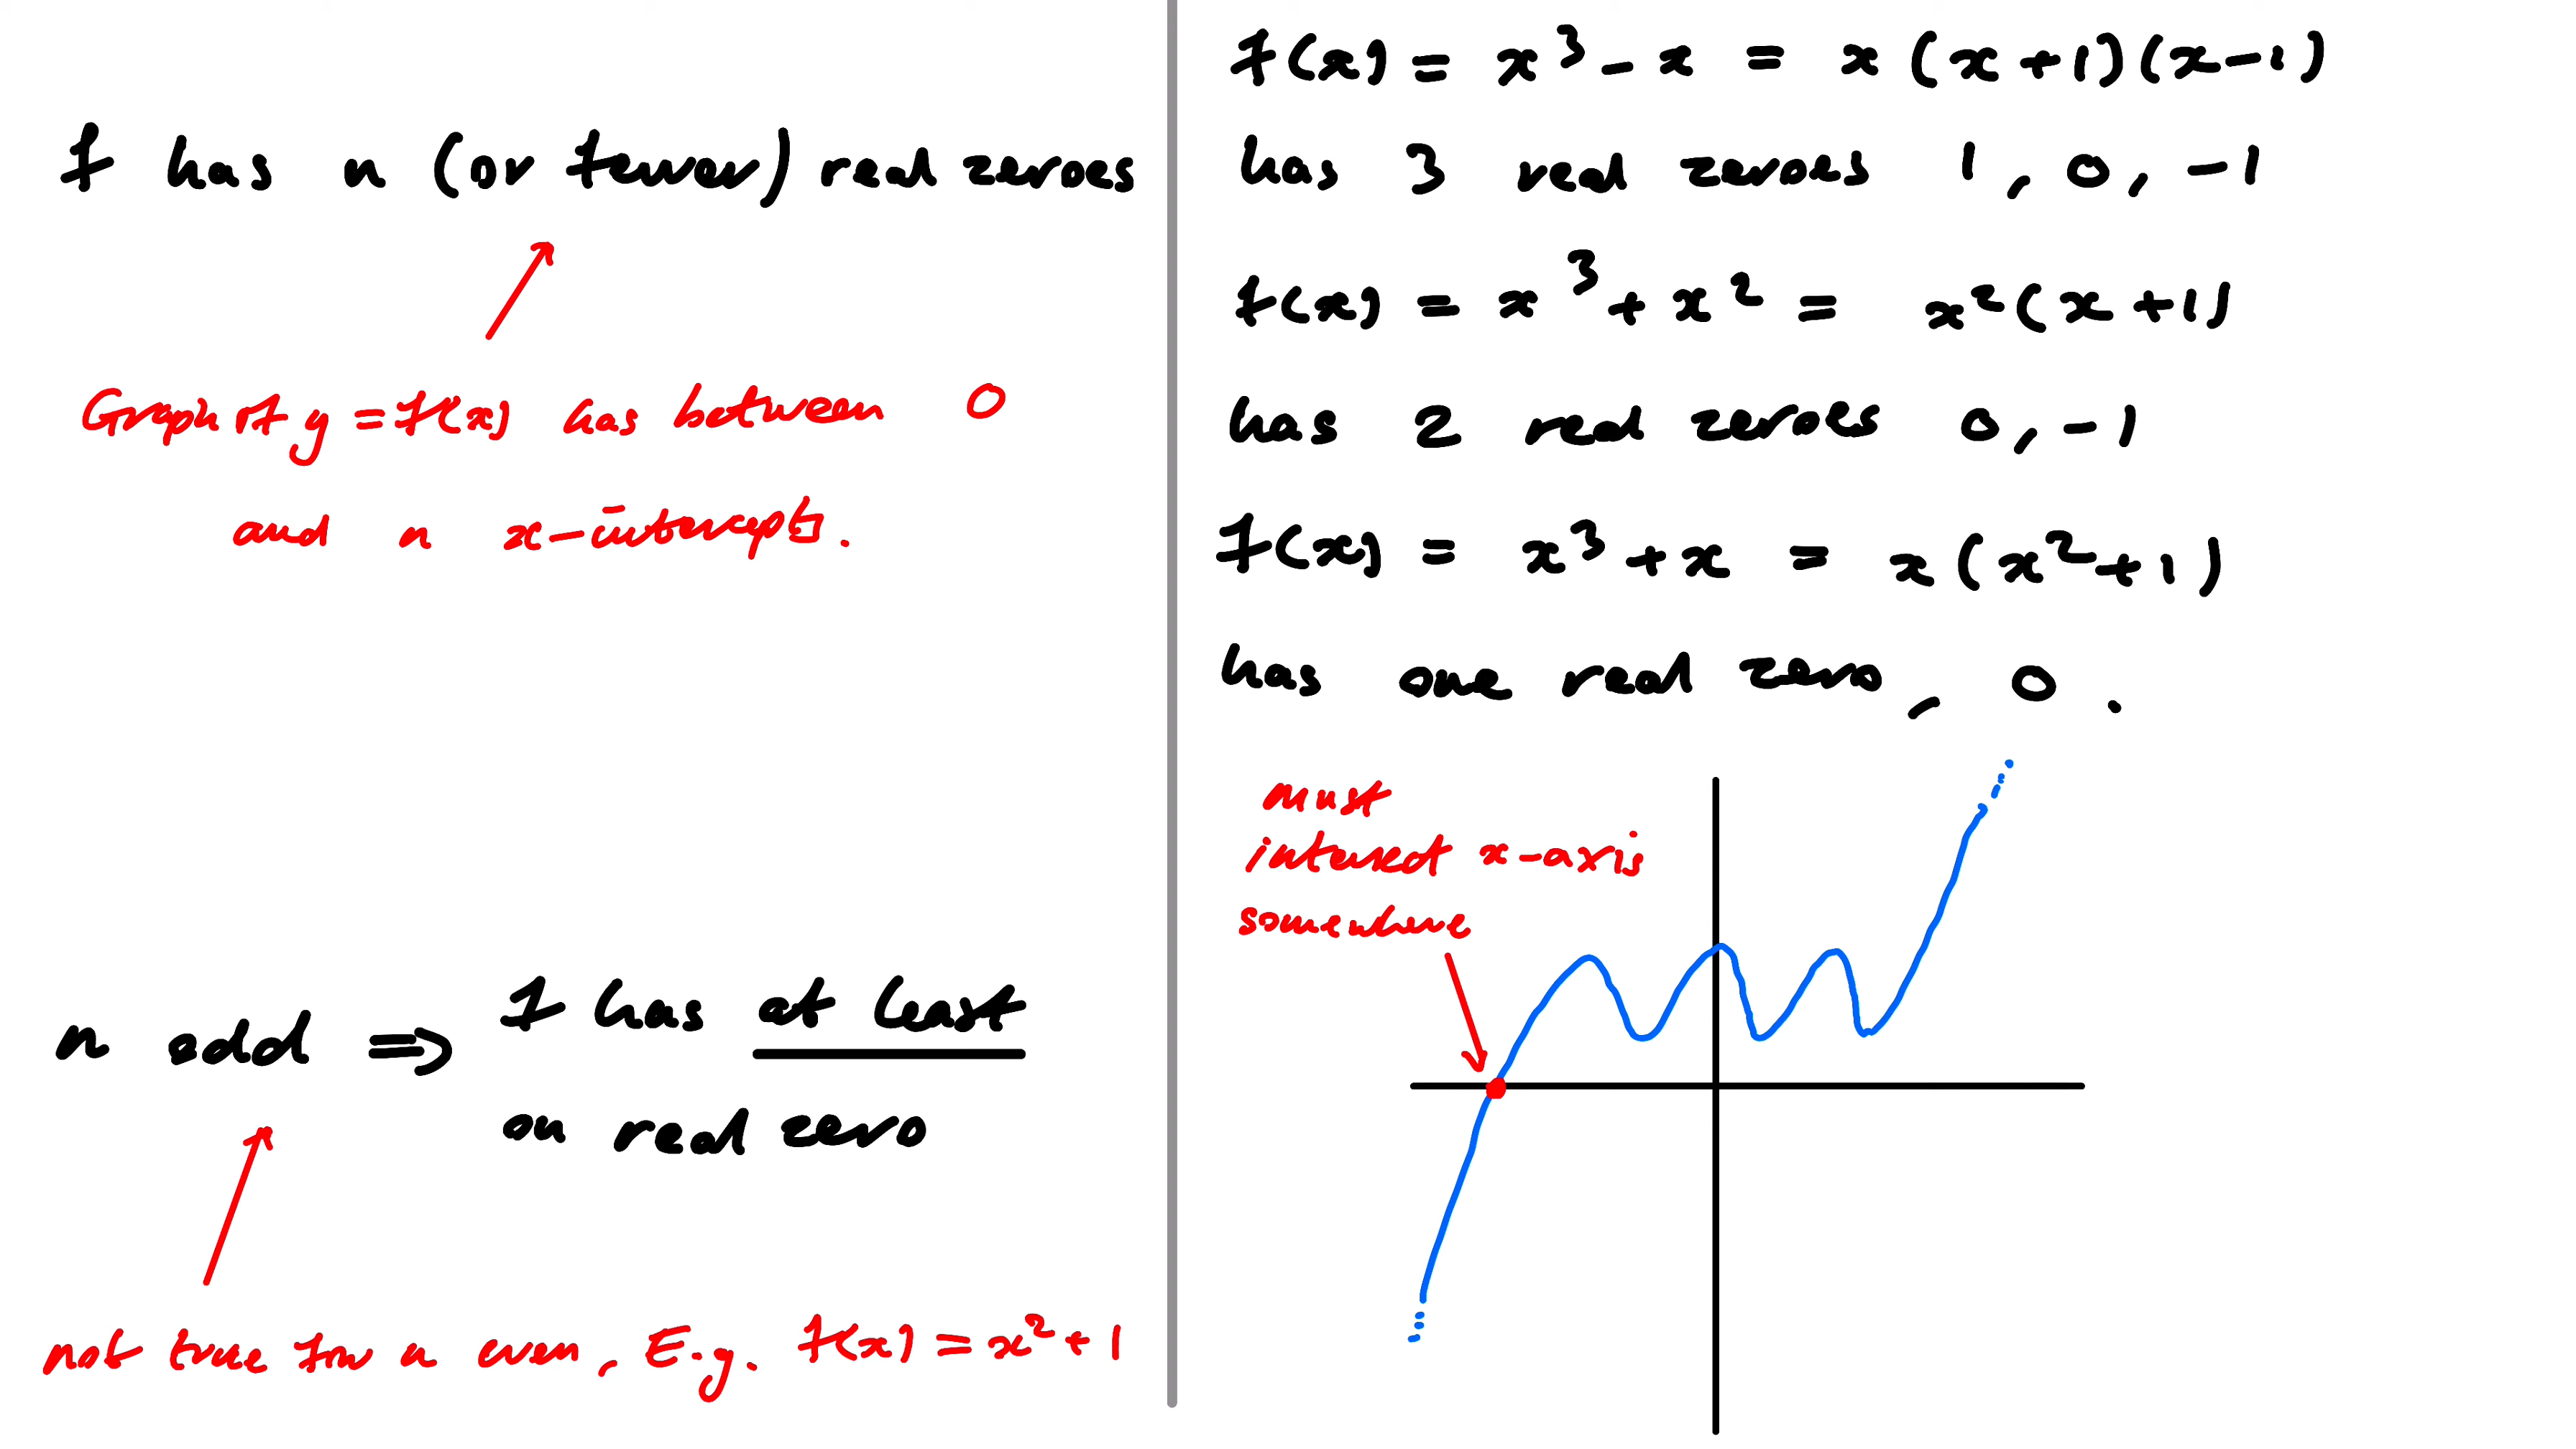 f has n (or fewer) real zeroes
Graph of y = f(x) has between 0
and n x-intercepts.
n odd ⇒ f has at least
on real zero
not true for n even, E.g. f(x) = x² + 1
f(x) = x³ - x = x(x+1)(x-1)
has 3 real zeroes 1, 0, -1
f(x) = x³ + x² = x²(x+1)
has 2 real zeroes 0, -1
f(x) = x³ + x = x(x²+1)
has one real zero, 0.
must
intersect x-axis
somewhere